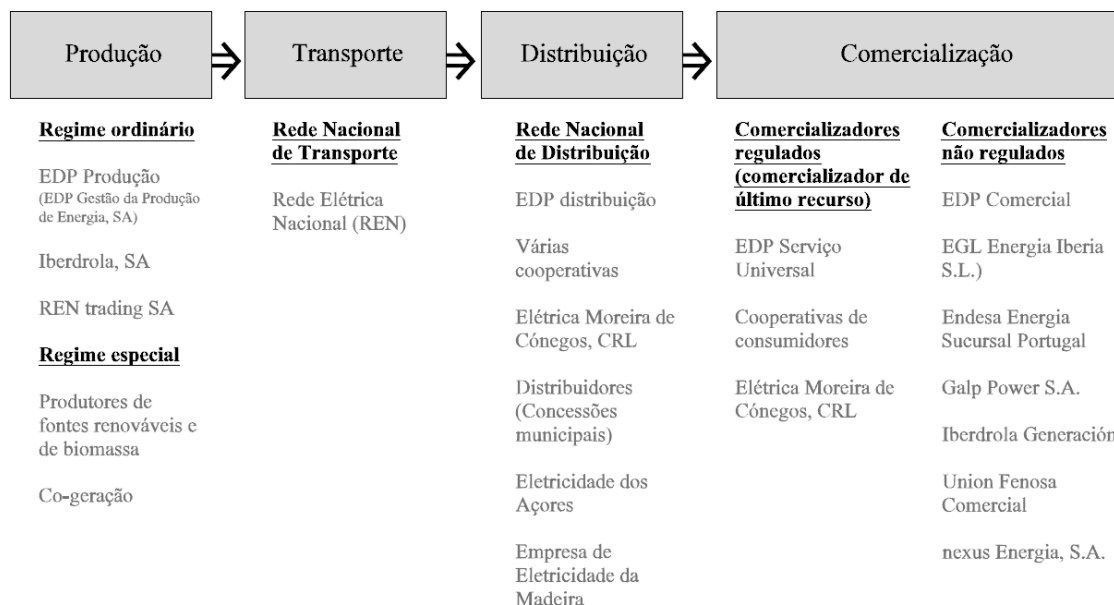 Produção
Transporte
Distribuição
Comercialização
Regime ordinário
EDP Produção
(EDP Gestão da Produção
de Energia, SA)
Iberdrola, SA
REN trading SA
Regime especial
Produtores de
fontes renováveis e
de biomassa
Co-geração
Rede Nacional
de Transporte
Rede Elétrica
Nacional (REN)
Rede Nacional
de Distribuição
EDP distribuição
Várias
cooperativas
Elétrica Moreira de
Cónegos, CRL
Distribuidores
(Concessões
municipais)
Eletricidade dos
Açores
Empresa de
Eletricidade da
Madeira
Comercializadores
regulados
(comercializador de
último recurso)
EDP Serviço
Universal
Cooperativas de
consumidores
Elétrica Moreira de
Cónegos, CRL
Comercializadores
não regulados
EDP Comercial
EGL Energia Iberia
S.L.)
Endesa Energia
Sucursal Portugal
Galp Power S.A.
Iberdrola Generación
Union Fenosa
Comercial
nexus Energia, S.A.